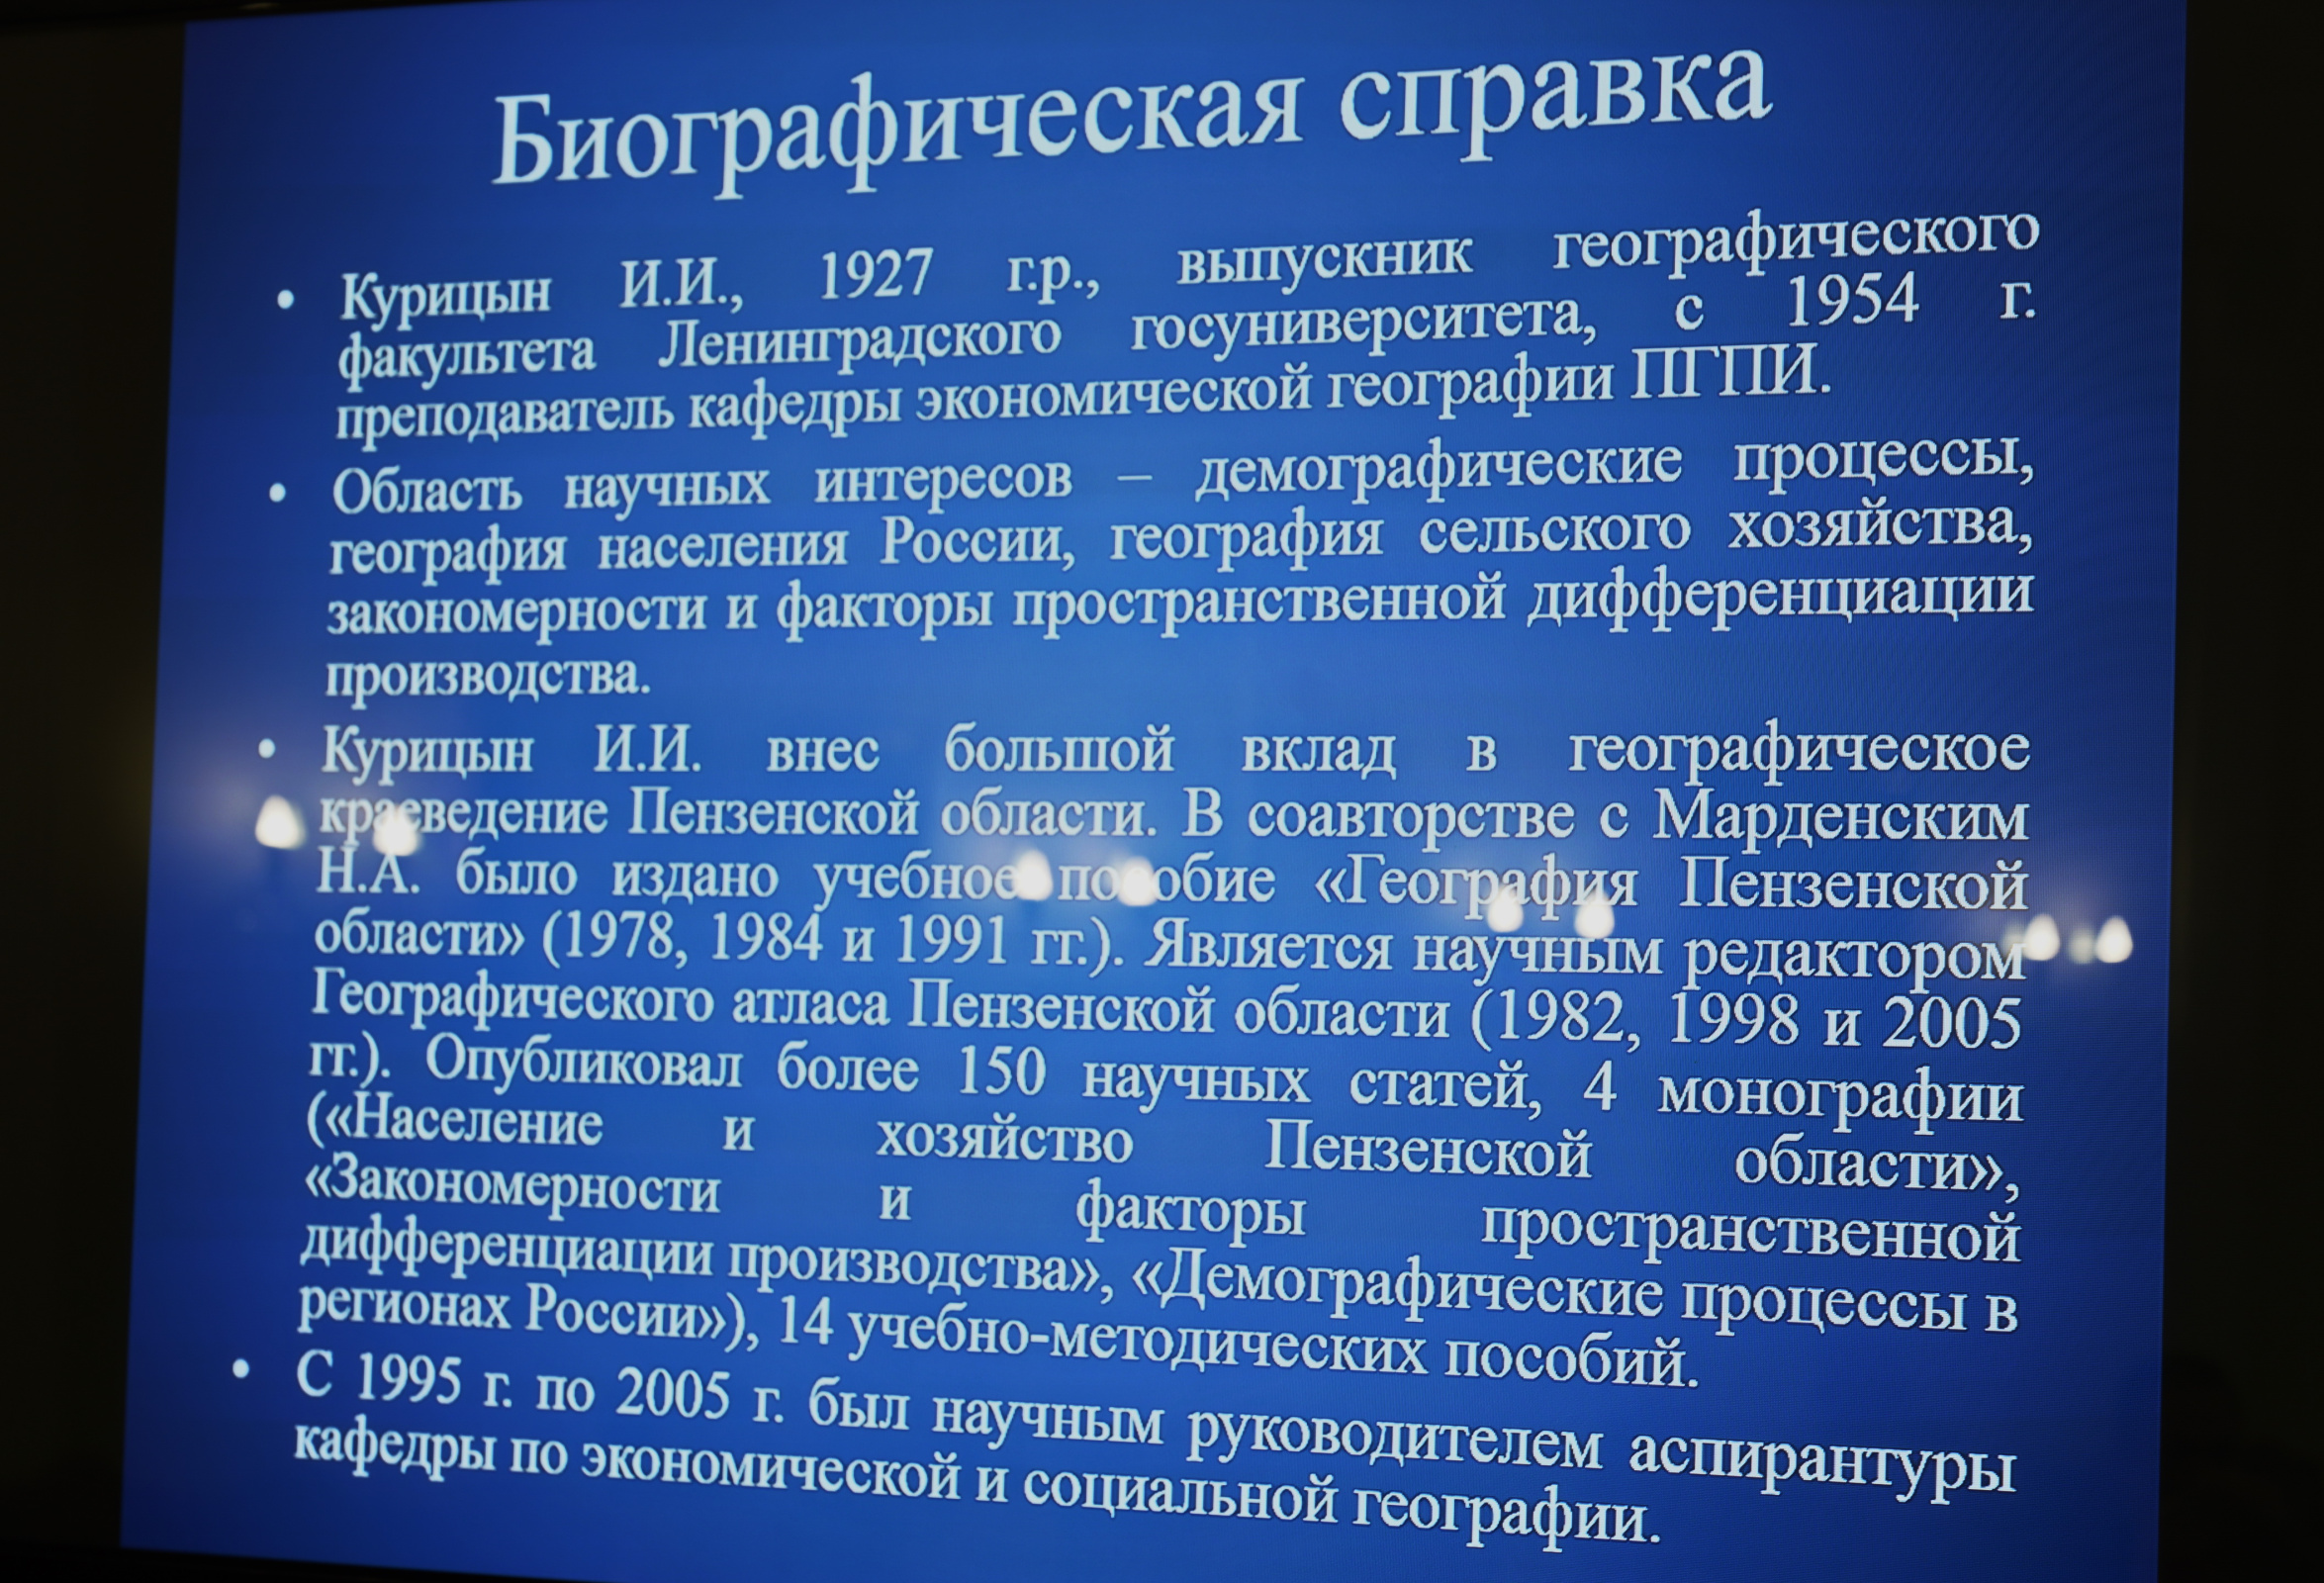 Биографическая справка
• Курицын И.И., 1927 г.р., выпускник географического
факультета Ленинградского госуниверситета, с 1954 г.
преподаватель кафедры экономической географии ПГПИ.
• Область научных интересов – демографические процессы,
география населения России, география сельского хозяйства,
закономерности и факторы пространственной дифференциации
производства.
• Курицын И.И. внес большой вклад в географическое
краеведение Пензенской области. В соавторстве с Марденским
Н.А. было издано учебное пособие «География Пензенской
области» (1978, 1984 и 1991 гг.). Является научным редактором
Географического атласа Пензенской области (1982, 1998 и 2005
гг.). Опубликовал более 150 научных статей, 4 монографии
(«Население и хозяйство Пензенской области»,
«Закономерности и факторы пространственной
дифференциации производства», «Демографические процессы в
регионах России»), 14 учебно-методических пособий.
• С 1995 г. по 2005 г. был научным руководителем аспирантуры
кафедры по экономической и социальной географии.